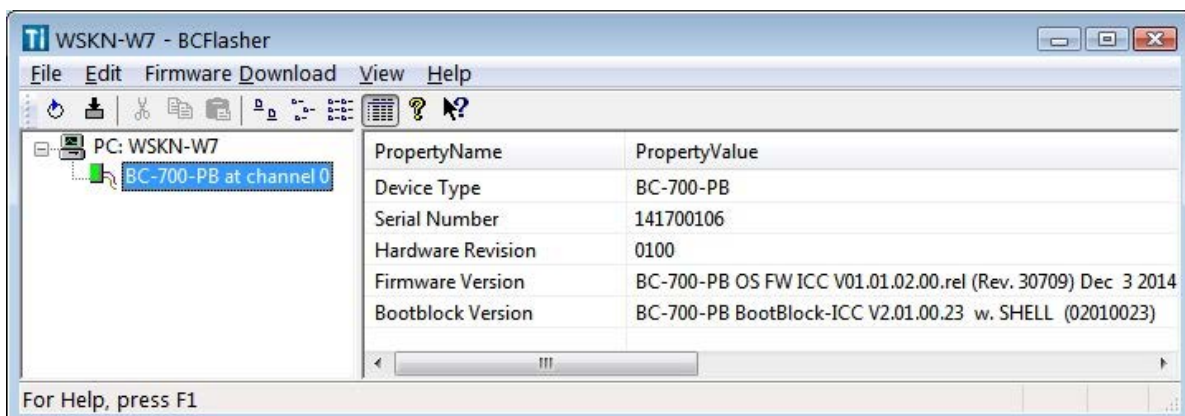 TI WSKN-W7 - BCFlasher
File Edit Firmware Download View Help
PC: WSKN-W7
BC-700-PB at channel 0
PropertyName PropertyValue
Device Type BC-700-PB
Serial Number 141700106
Hardware Revision 0100
Firmware Version BC-700-PB OS FW ICC V01.01.02.00.rel (Rev. 30709) Dec 3 2014
Bootblock Version BC-700-PB BootBlock-ICC V2.01.00.23 w. SHELL (02010023)
For Help, press F1